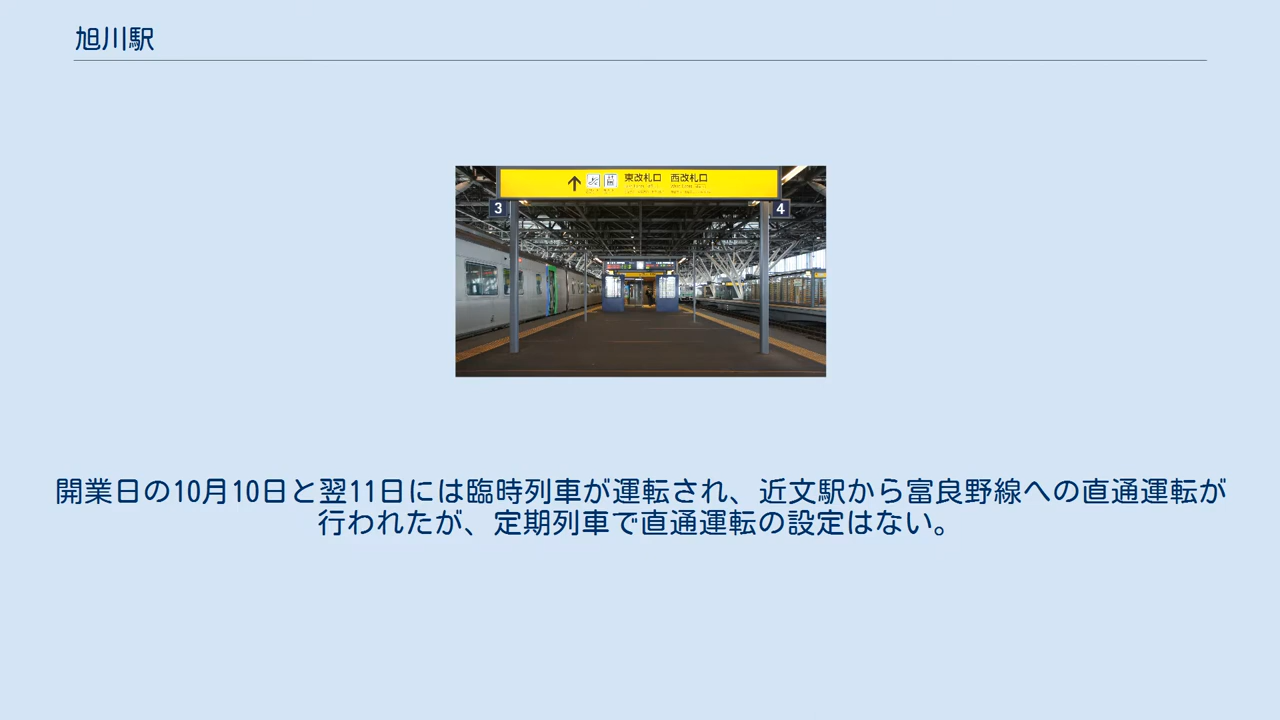 旭川駅
東改札口 西改札口
3
4
開業日の10月10日と翌11日には臨時列車が運転され、近文駅から富良野線への直通運転が
行われたが、定期列車で直通運転の設定はない。